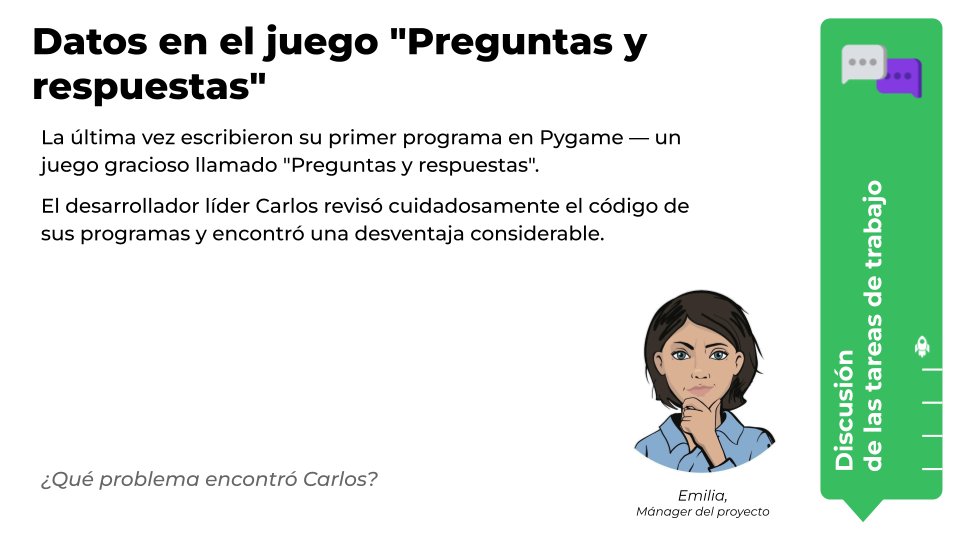 Datos en el juego "Preguntas y
respuestas"
La última vez escribieron su primer programa en Pygame — un
juego gracioso llamado "Preguntas y respuestas".
El desarrollador líder Carlos revisó cuidadosamente el código de
sus programas y encontró una desventaja considerable.
¿Qué problema encontró Carlos?
Emilia,
Mánager del proyecto
Discusión
de las tareas de trabajo